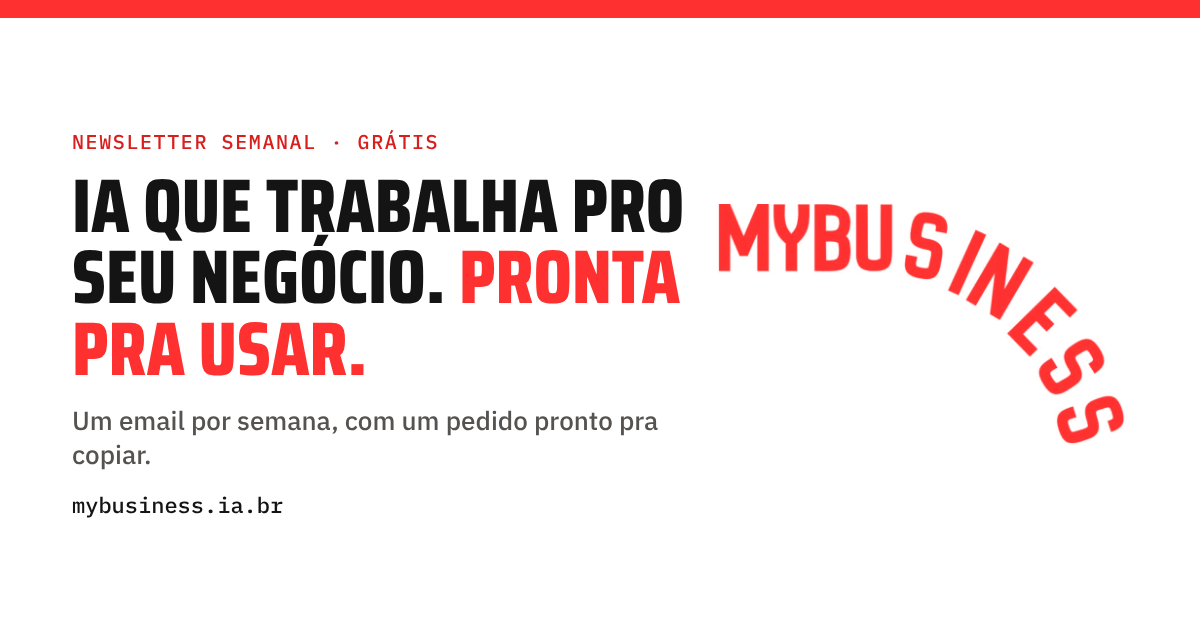 NEWSLETTER SEMANAL · GRÁTIS
IA QUE TRABALHA PRO
SEU NEGÓCIO. PRONTA
PRA USAR.
Um email por semana, com um pedido pronto pra
copiar.
mybusiness.ia.br
MYBUSINESS